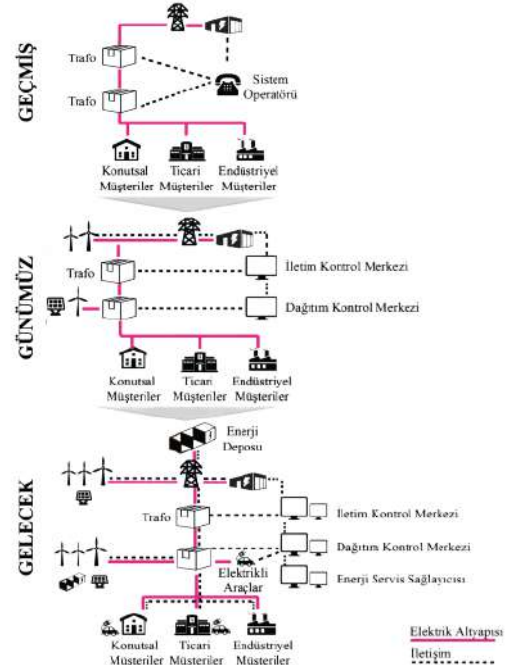 GEÇMİŞ
Trafo
Sistem
Operatörü
Trafo
Konutsal
Müşteriler
Ticari
Müşteriler
Endüstriyel
Müşteriler
GÜNÜMÜZ
Trafo
İletim Kontrol Merkezi
Dağıtım Kontrol Merkezi
Konutsal
Müşteriler
Ticari
Müşteriler
Endüstriyel
Müşteriler
GELECEK
Enerji
Deposu
Trafo
İletim Kontrol Merkezi
Dağıtım Kontrol Merkezi
Elektrikli
Araçlar
Enerji Servis Sağlayıcısı
Konutsal
Müşteriler
Ticari
Müşteriler
Endüstriyel
Müşteriler
Elektrik Altyapısı
İletişim